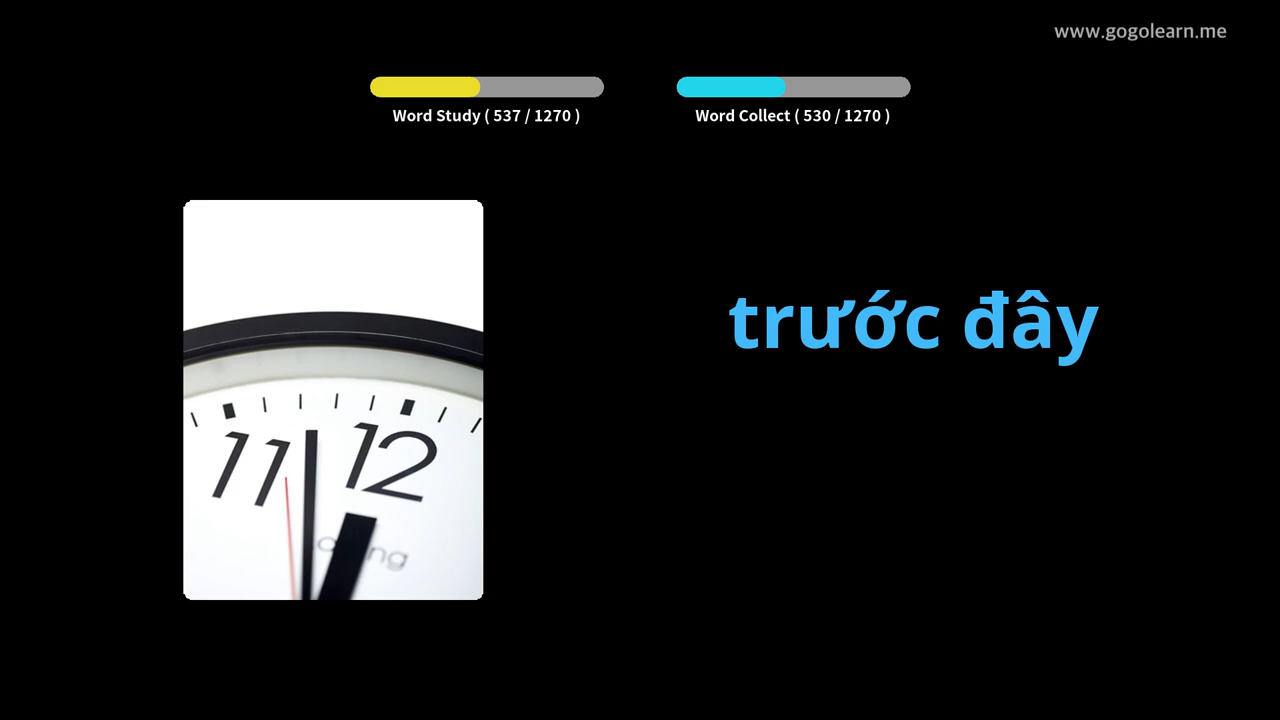 www.gogolearn.me
Word Study ( 537 / 1270 )
Word Collect ( 530 / 1270 )
trước đây
11 12